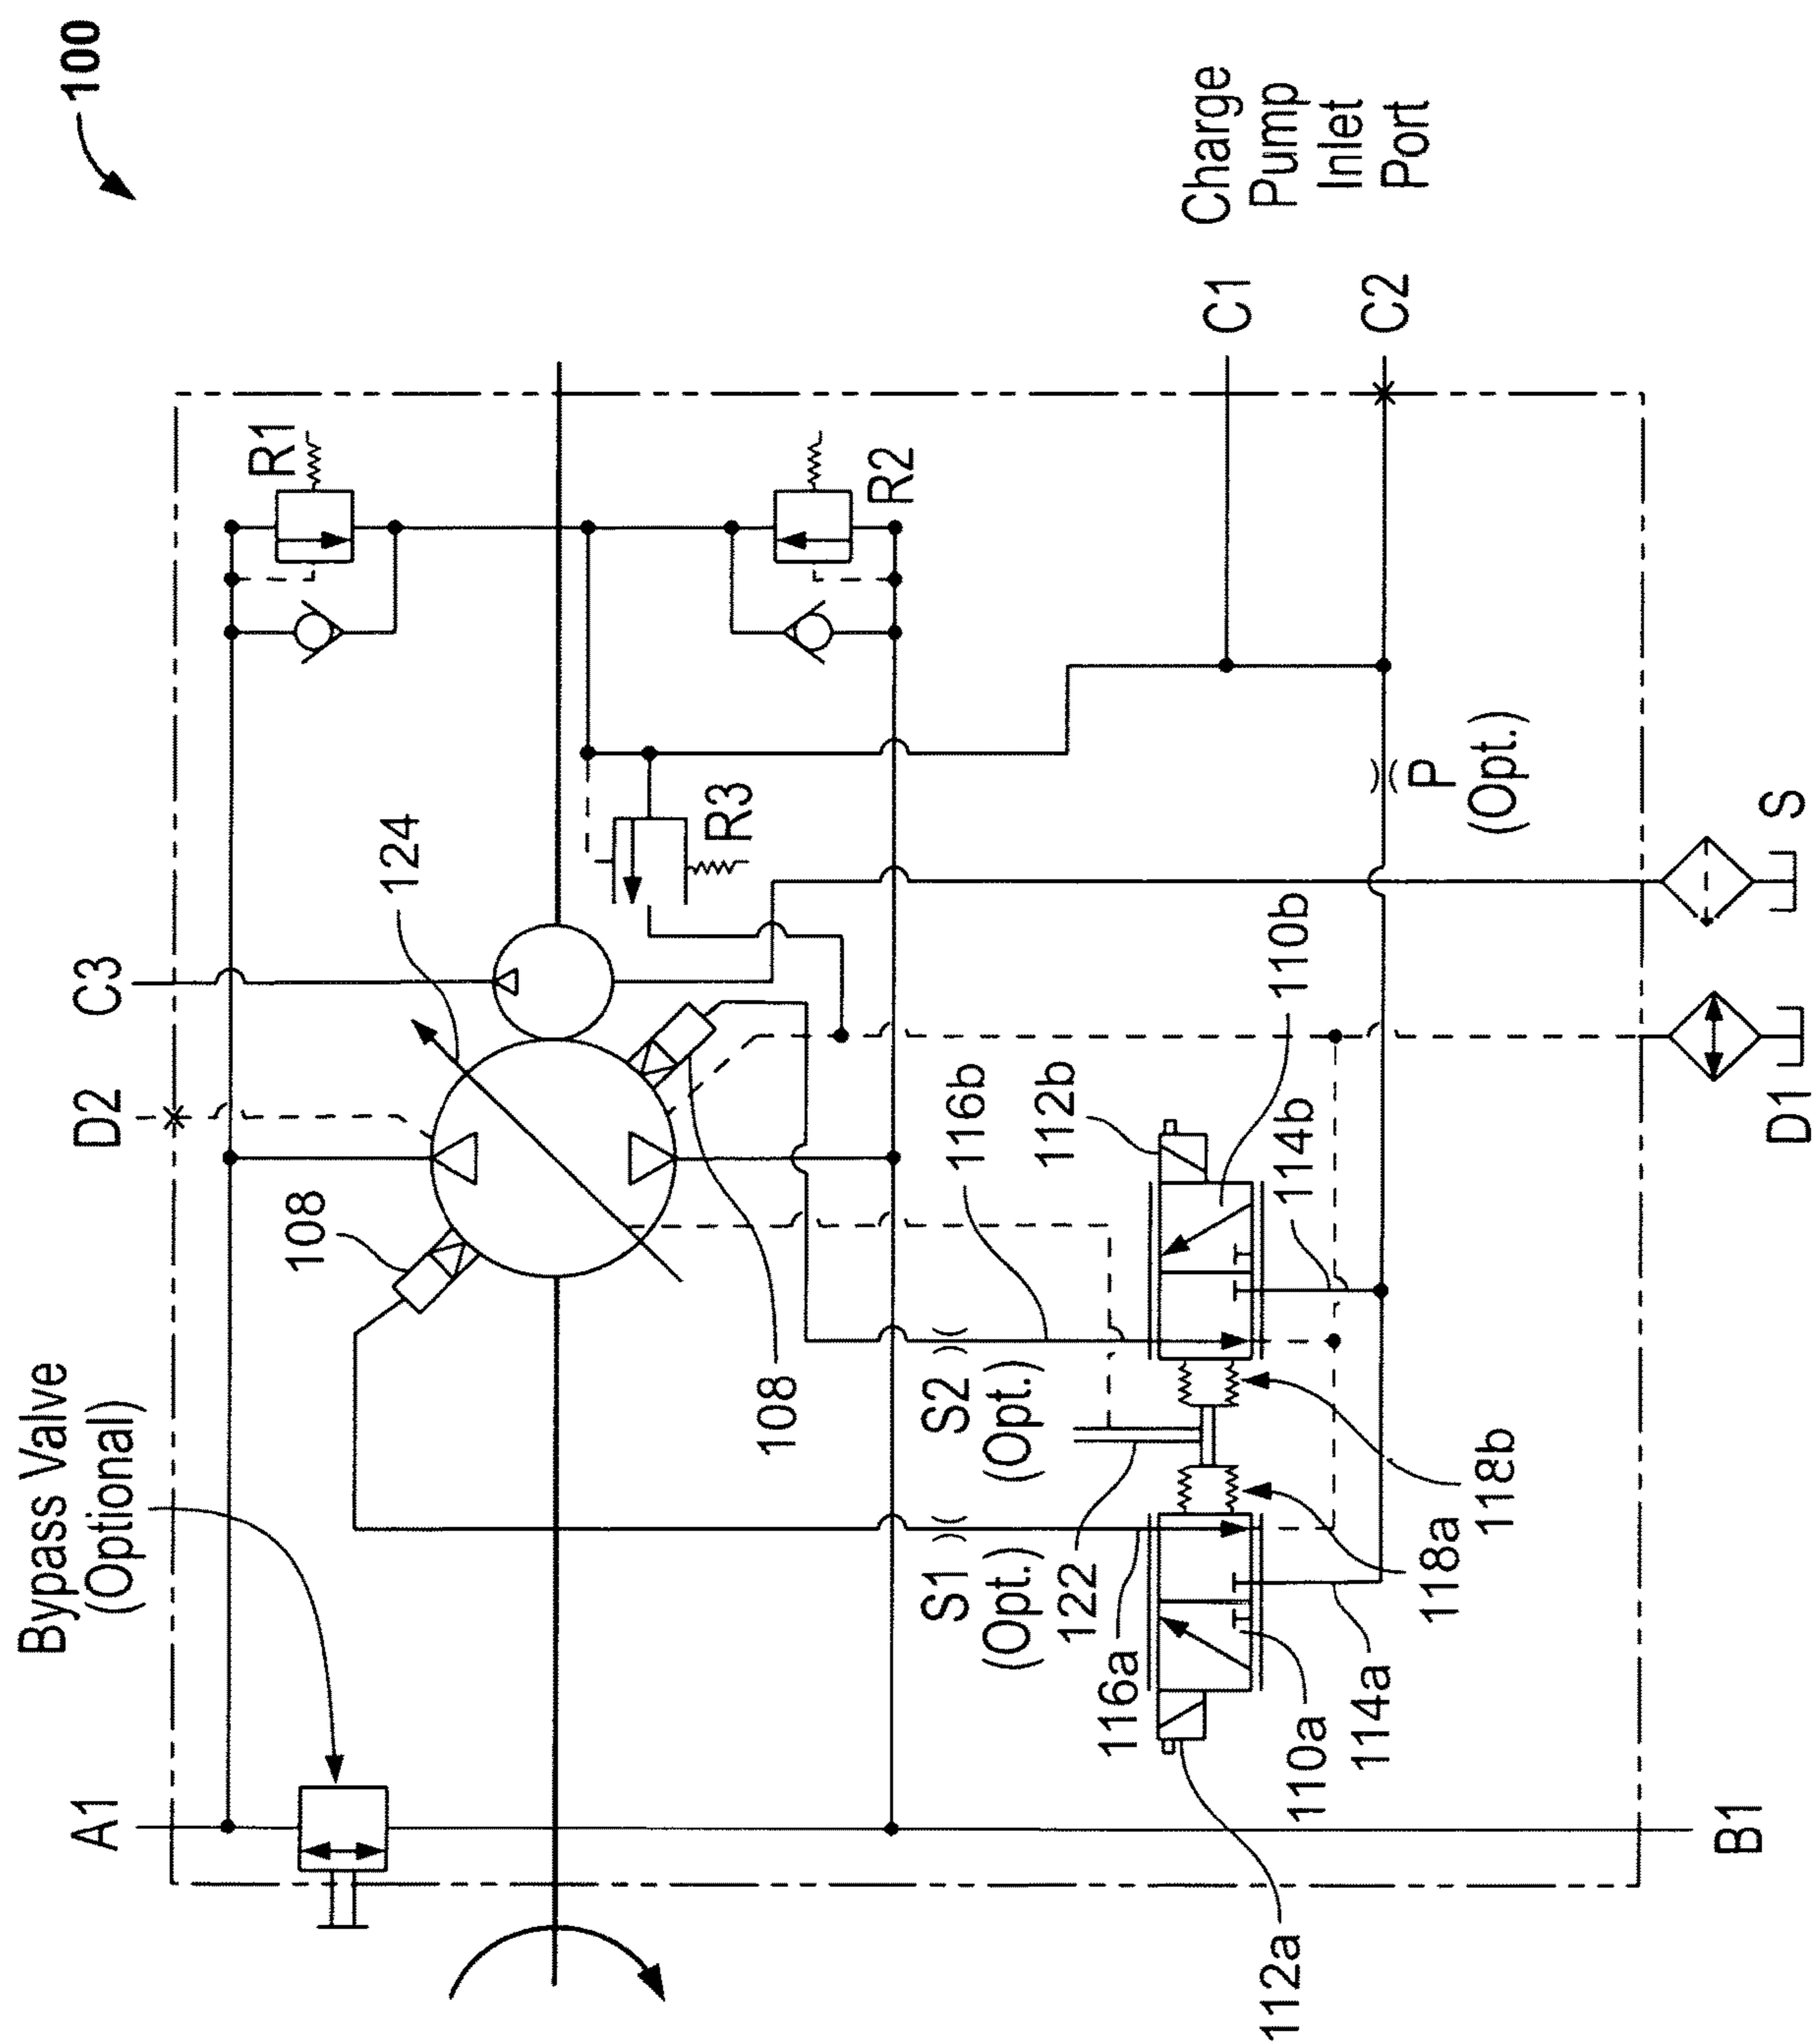 100
Bypass Valve
(Optional)
A1
D2
C3
124
108
108
R1
R2
R3
Charge
Pump
Inlet
Port
C1
C2
P
(Opt.)
S
D1
B1
S1
(Opt.)
S2
(Opt.)
116a
116b
112a
112b
110a
110b
114a
114b
118a
118b
122